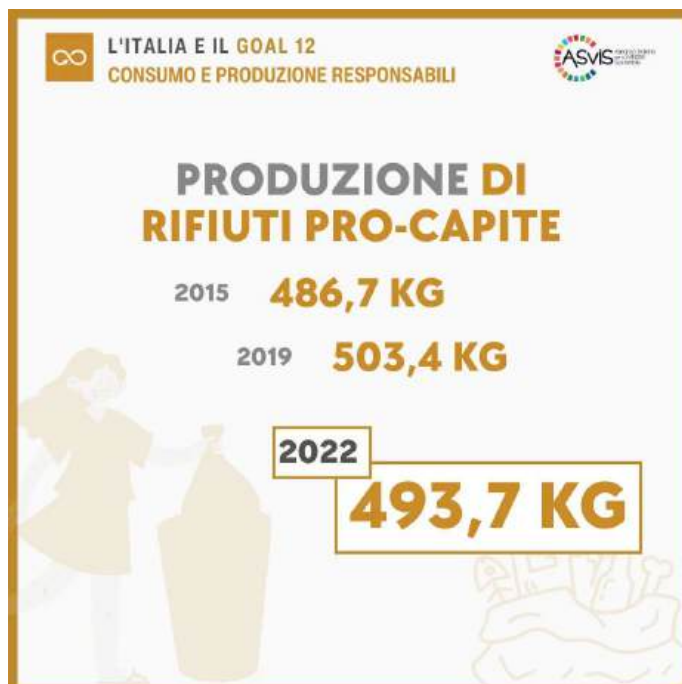 L'ITALIA E IL GOAL 12
CONSUMO E PRODUZIONE RESPONSABILI
ASviS
PRODUZIONE DI
RIFIUTI PRO-CAPITE
2015 486,7 KG
2019 503,4 KG
2022
493,7 KG